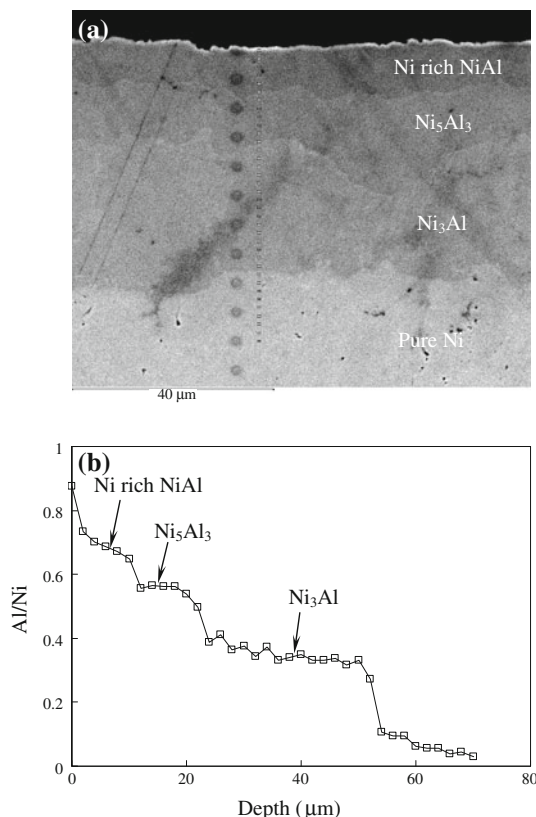 (a)
Ni rich NiAl
Ni₅Al₃
Ni₃Al
Pure Ni
40 μm
(b)
1
Ni rich NiAl
0.8
Ni₅Al₃
0.6
Al/Ni
Ni₃Al
0.4
0.2
0
0 20 40 60 80
Depth (μm)